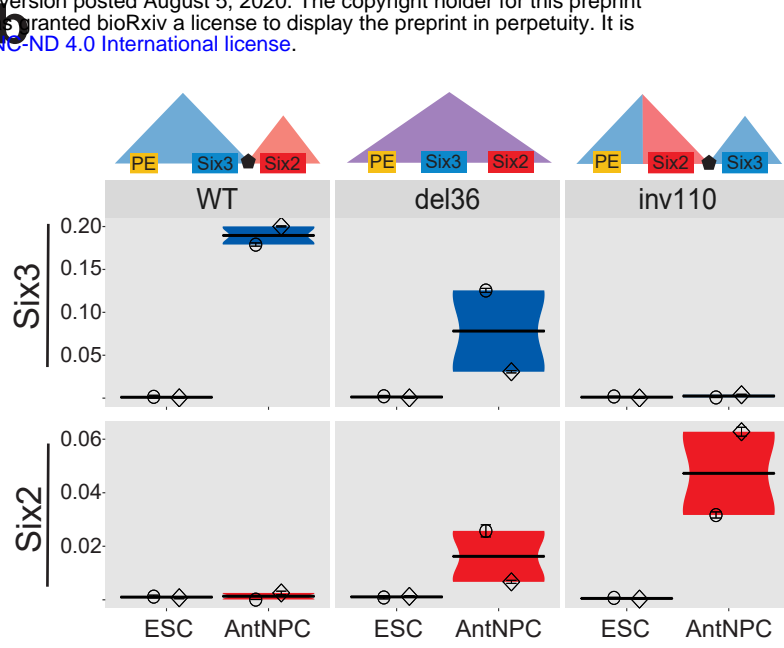 version posted August 5, 2020. The copyright holder for this preprint
granted bioRxiv a license to display the preprint in perpetuity. It is
NC-ND 4.0 International license.
b
PE Six3 Six2 PE Six3 Six2 PE Six2 Six3
WT del36 inv110
Six3
0.20
0.15
0.10
0.05
Six2
0.06
0.04
0.02
ESC AntNPC ESC AntNPC ESC AntNPC